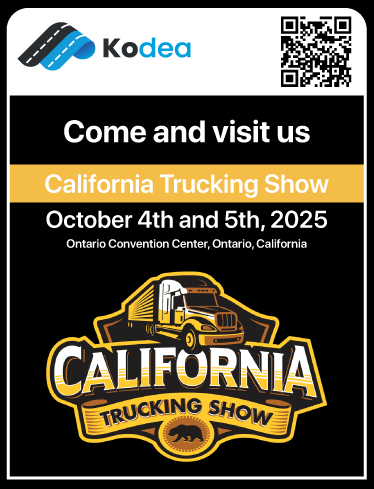 Kodea
Come and visit us
California Trucking Show
October 4th and 5th, 2025
Ontario Convention Center, Ontario, California
CALIFORNIA
TRUCKING SHOW